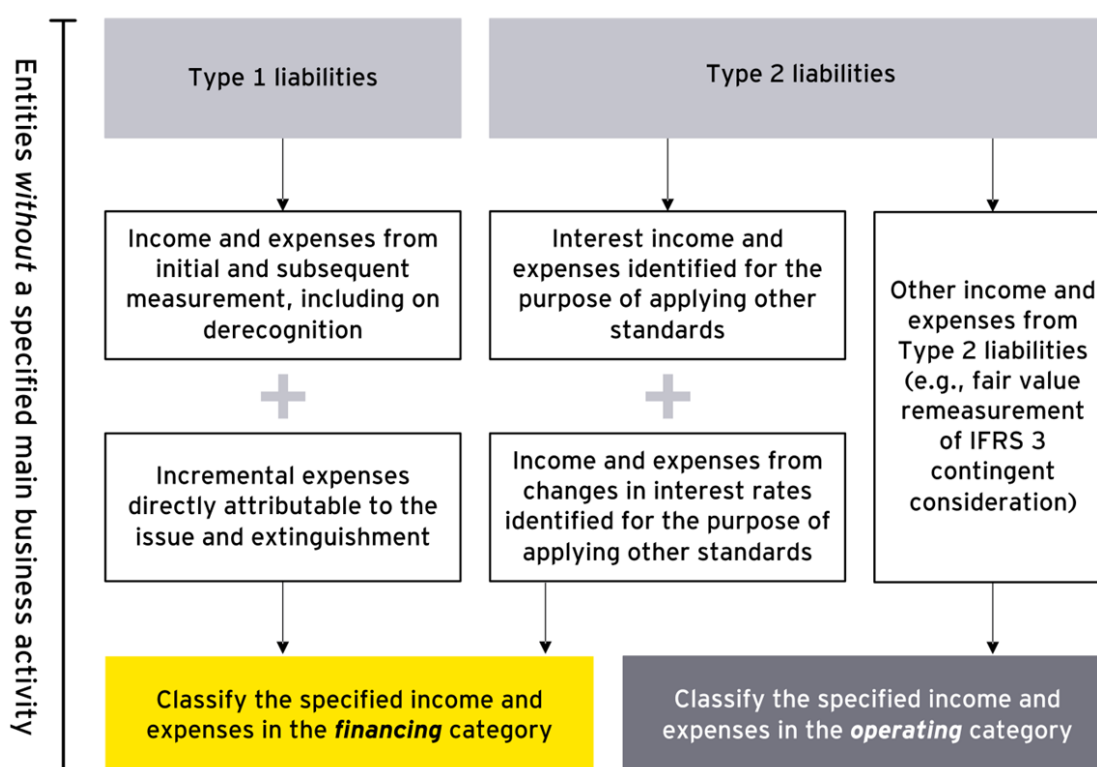 Entities without a specified main business activity
Type 1 liabilities
Type 2 liabilities
Income and expenses from
initial and subsequent
measurement, including on
derecognition
Interest income and
expenses identified for the
purpose of applying other
standards
Other income and
expenses from
Type 2 liabilities
(e.g., fair value
remeasurement
of IFRS 3
contingent
consideration)
+
+
Incremental expenses
directly attributable to the
issue and extinguishment
Income and expenses from
changes in interest rates
identified for the purpose of
applying other standards
Classify the specified income and
expenses in the financing category
Classify the specified income and
expenses in the operating category